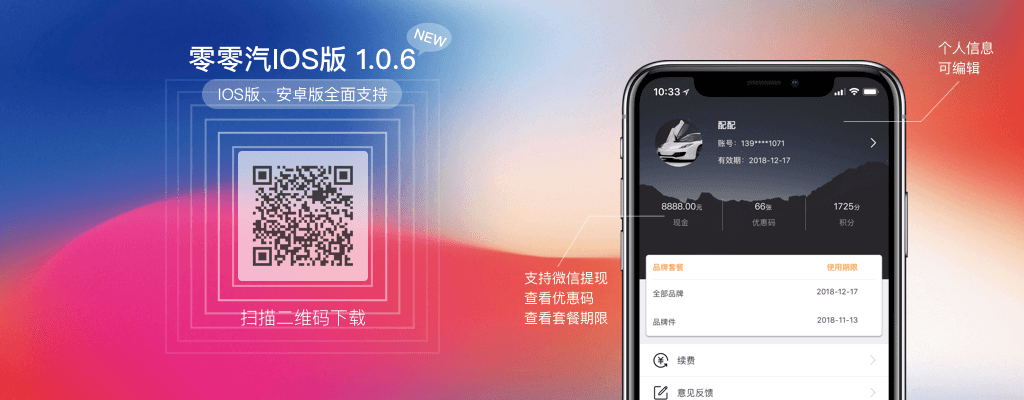 零零汽IOS版 1.0.6
NEW
IOS版、安卓版全面支持
扫描二维码下载
个人信息
可编辑
10:33
配配
账号：139****1071
有效期：2018-12-17
8888.00元
现金
66张
优惠码
1725分
积分
支持微信提现
查看优惠码
查看套餐期限
品牌套餐
使用期限
全部品牌
2018-12-17
品牌件
2018-11-13
续费
意见反馈